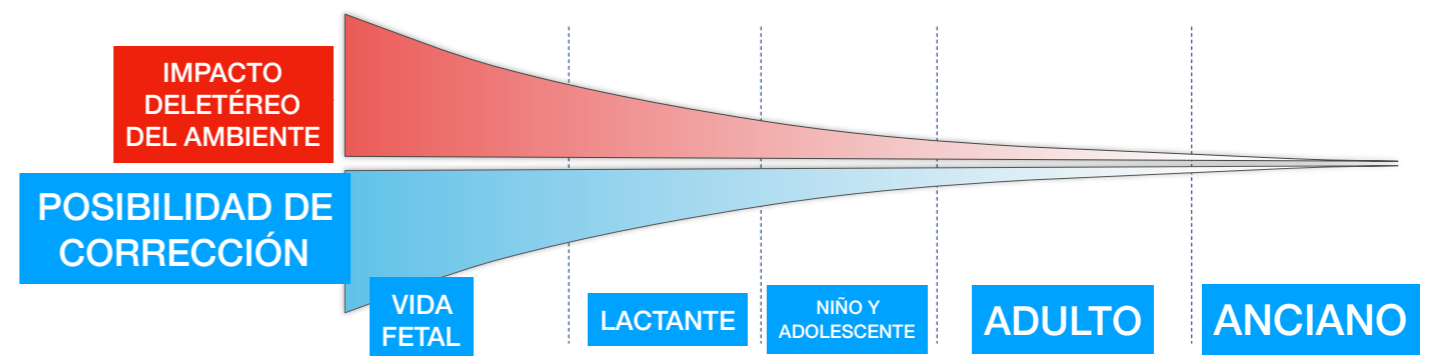 IMPACTO
DELETÉREO
DEL AMBIENTE
POSIBILIDAD DE
CORRECCIÓN
VIDA
FETAL
LACTANTE
NIÑO Y
ADOLESCENTE
ADULTO
ANCIANO